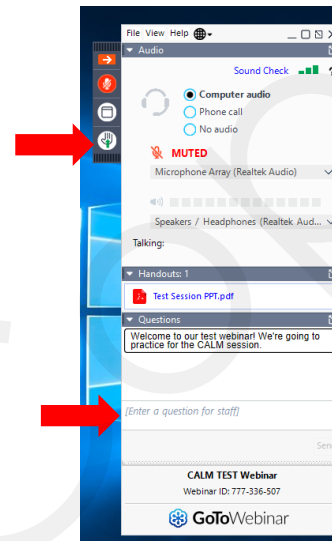 File View Help
Audio
Sound Check ?
Computer audio
Phone call
No audio
MUTED
Microphone Array (Realtek Audio)
Speakers / Headphones (Realtek Aud...
Talking:
Handouts: 1
Test Session PPT.pdf
Questions
Welcome to our test webinar! We're going to
practice for the CALM session.
[Enter a question for staff]
Send
CALM TEST Webinar
Webinar ID: 777-336-507
GoToWebinar